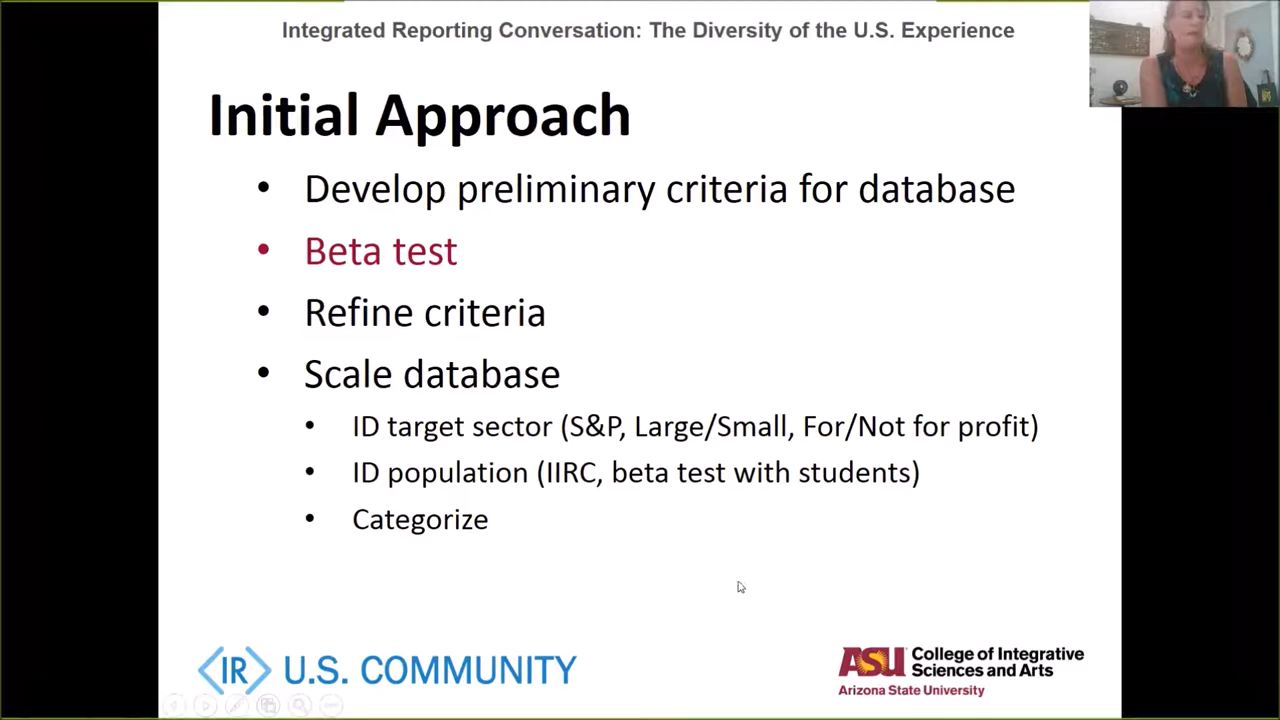 Integrated Reporting Conversation: The Diversity of the U.S. Experience
Initial Approach
• Develop preliminary criteria for database
• Beta test
• Refine criteria
• Scale database
• ID target sector (S&P, Large/Small, For/Not for profit)
• ID population (IIRC, beta test with students)
• Categorize
<IR> U.S. COMMUNITY
ASU College of Integrative
Sciences and Arts
Arizona State University